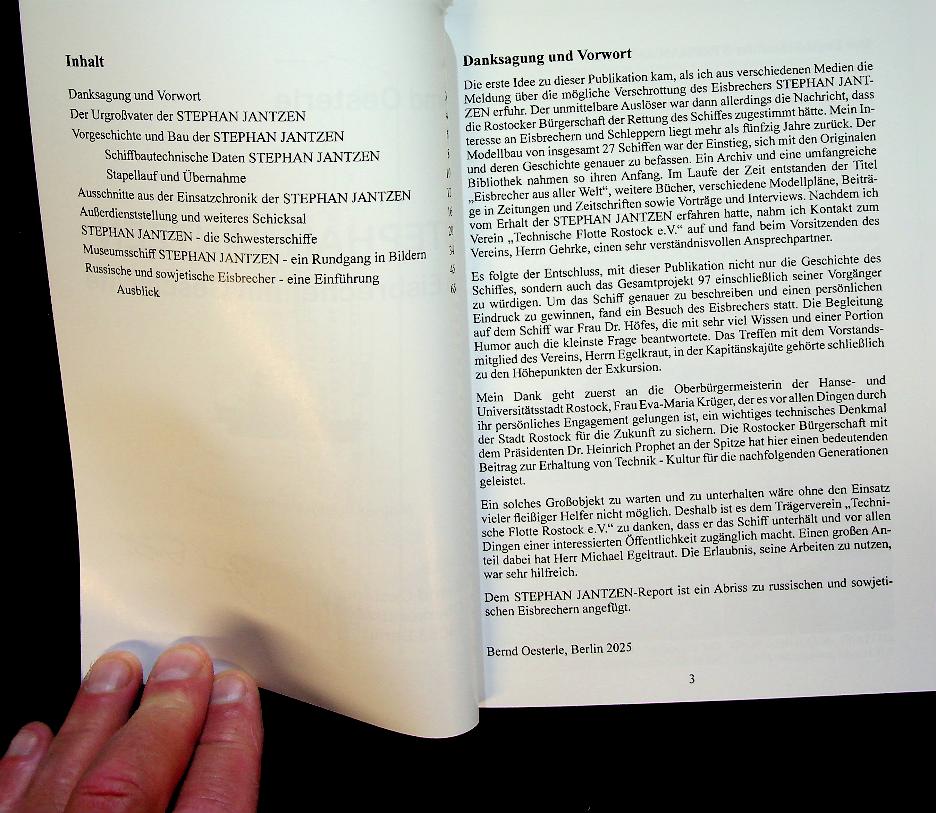 Inhalt
Danksagung und Vorwort
Der Urgroßvater der STEPHAN JANTZEN
Vorgeschichte und Bau der STEPHAN JANTZEN
Schiffbautechnische Daten STEPHAN JANTZEN
Stapellauf und Übernahme
Ausschnitte aus der Einsatzchronik der STEPHAN JANTZEN
Außerdienststellung und weiteres Schicksal
STEPHAN JANTZEN - die Schwesterschiffe
Museumsschiff STEPHAN JANTZEN - ein Rundgang in Bildern
Russische und sowjetische Eisbrecher - eine Einführung
Ausblick
Danksagung und Vorwort
Die erste Idee zu dieser Publikation kam, als ich aus verschiedenen Medien die
Meldung über die mögliche Verschrottung des Eisbrechers STEPHAN JANT-
ZEN erfuhr. Der unmittelbare Auslöser war dann allerdings die Nachricht, dass
die Rostocker Bürgerschaft der Rettung des Schiffes zugestimmt hätte. Mein In-
teresse an Eisbrechern und Schleppern liegt mehr als fünfzig Jahre zurück. Der
Modellbau von insgesamt 27 Schiffen war der Einstieg, sich mit den Originalen
und deren Geschichte genauer zu befassen. Ein Archiv und eine umfangreiche
Bibliothek nahmen so ihren Anfang. Im Laufe der Zeit entstanden der Titel
„Eisbrecher aus aller Welt“, weitere Bücher, verschiedene Modellpläne, Beiträ-
ge in Zeitungen und Zeitschriften sowie Vorträge und Interviews. Nachdem ich
vom Erhalt der STEPHAN JANTZEN erfahren hatte, nahm ich Kontakt zum
Verein „Technische Flotte Rostock e.V.“ auf und fand beim Vorsitzenden des
Vereins, Herrn Gehrke, einen sehr verständnisvollen Ansprechpartner.
Es folgte der Entschluss, mit dieser Publikation nicht nur die Geschichte des
Schiffes, sondern auch das Gesamtprojekt 97 einschließlich seiner Vorgänger
zu würdigen. Um das Schiff genauer zu beschreiben und einen persönlichen
Eindruck zu gewinnen, fand ein Besuch des Eisbrechers statt. Die Begleitung
auf dem Schiff war Frau Dr. Höfes, die mit sehr viel Wissen und einer Portion
Humor auch die kleinste Frage beantwortete. Das Treffen mit dem Vorstands-
mitglied des Vereins, Herrn Egelkraut, in der Kapitänskajüte gehörte schließlich
zu den Höhepunkten der Exkursion.
Mein Dank geht zuerst an die Oberbürgermeisterin der Hanse- und
Universitätsstadt Rostock, Frau Eva-Maria Krüger, der es vor allen Dingen durch
ihr persönliches Engagement gelungen ist, ein wichtiges technisches Denkmal
der Stadt Rostock für die Zukunft zu sichern. Die Rostocker Bürgerschaft mit
dem Präsidenten Dr. Heinrich Prophet an der Spitze hat hier einen bedeutenden
Beitrag zur Erhaltung von Technik - Kultur für die nachfolgenden Generationen
geleistet.
Ein solches Großobjekt zu warten und zu unterhalten wäre ohne den Einsatz
vieler fleißiger Helfer nicht möglich. Deshalb ist es dem Trägerverein „Techni-
sche Flotte Rostock e.V.“ zu danken, dass er das Schiff unterhält und vor allen
Dingen einer interessierten Öffentlichkeit zugänglich macht. Einen großen An-
teil dabei hat Herr Michael Egeltraut. Die Erlaubnis, seine Arbeiten zu nutzen,
war sehr hilfreich.
Dem STEPHAN JANTZEN-Report ist ein Abriss zu russischen und sowjeti-
schen Eisbrechern angefügt.
Bernd Oesterle, Berlin 2025
3